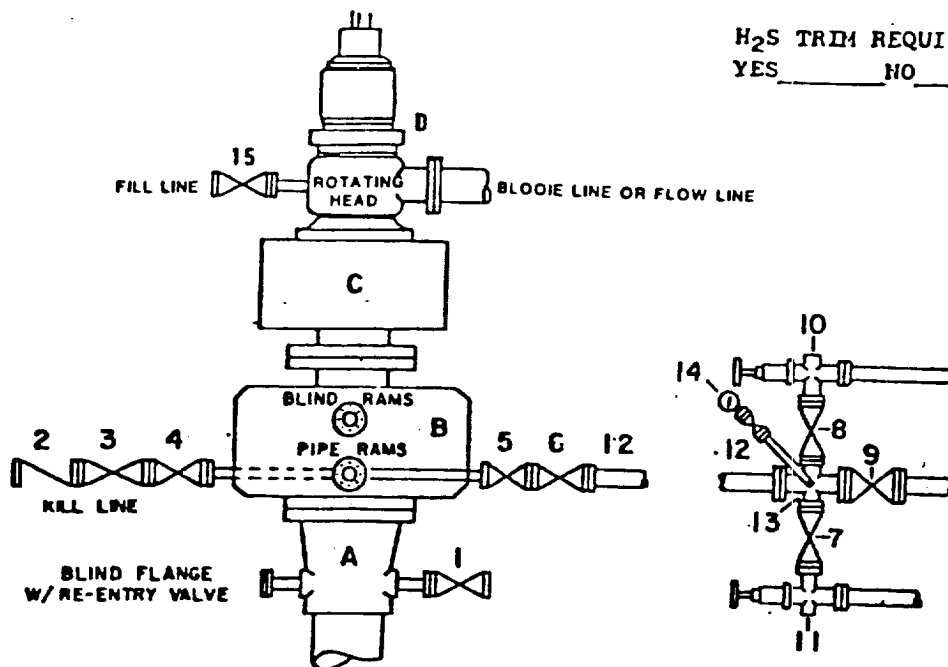 H2S TRIM REQUI
YES NO
D
15
FILL LINE
ROTATING
HEAD
BLOOIE LINE OR FLOW LINE
C
10
14
BLIND RAMS
B
8
2 3 4
PIPE RAMS
5 6 12
12
9
KILL LINE
13
7
A
1
BLIND FLANGE
W/ RE-ENTRY VALVE
11